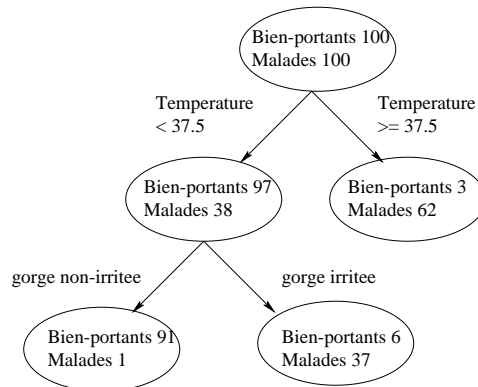 Bien-portants 100
Malades 100
Temperature
< 37.5
Temperature
>= 37.5
Bien-portants 97
Malades 38
Bien-portants 3
Malades 62
gorge non-irritee
gorge irritee
Bien-portants 91
Malades 1
Bien-portants 6
Malades 37